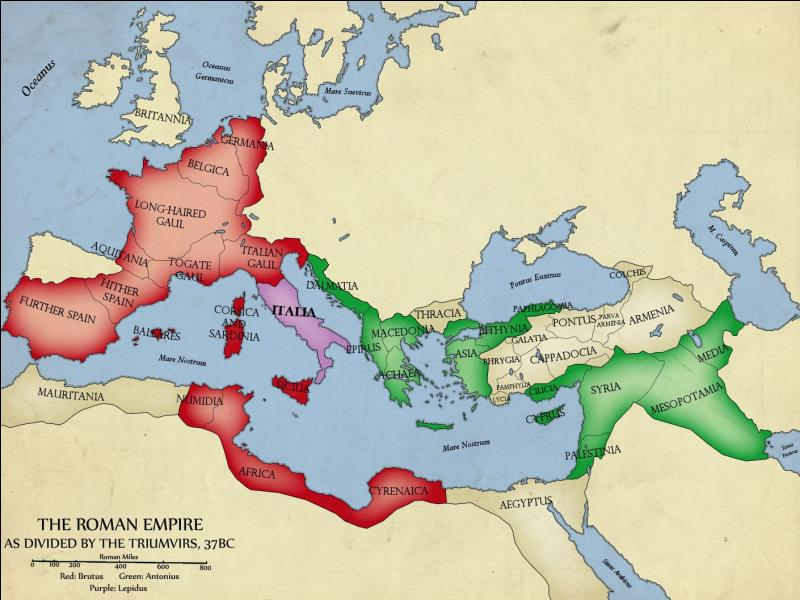 Oceanus
Oceanus
Germanicus
Mare Suevicus
BRITANNIA
GERMANIA
BELGICA
LONG-HAIRED
GAUL
AQUITANIA
TOGATE
GAUL
ITALIAN
GAUL
HITHER
SPAIN
FURTHER SPAIN
BALEARES
CORSICA
AND
SARDINIA
ITALIA
DALMATIA
Mare Nostrum
SICILIA
EPIRUS
MACEDONIA
ACHAEA
THRACIA
Pontus Euxinus
COLCHIS
M. Caspium
PAPHLAGONIA
BITHYNIA
GALATIA
PONTUS
PARVA
ARMENIA
ARMENIA
ASIA
PHRYGIA
CAPPADOCIA
PAMPHYLIA
LYCIA
CILICIA
CYPRUS
SYRIA
MEDIA
MESOPOTAMIA
PALESTINIA
MAURITANIA
NUMIDIA
AFRICA
CYRENAICA
Mare Nostrum
AEGYPTUS
Sinus Arabicus
THE ROMAN EMPIRE
AS DIVIDED BY THE TRIUMVIRS, 37BC
Roman Miles
0 100 200 400 600 800
Red: Brutus Green: Antonius
Purple: Lepidus